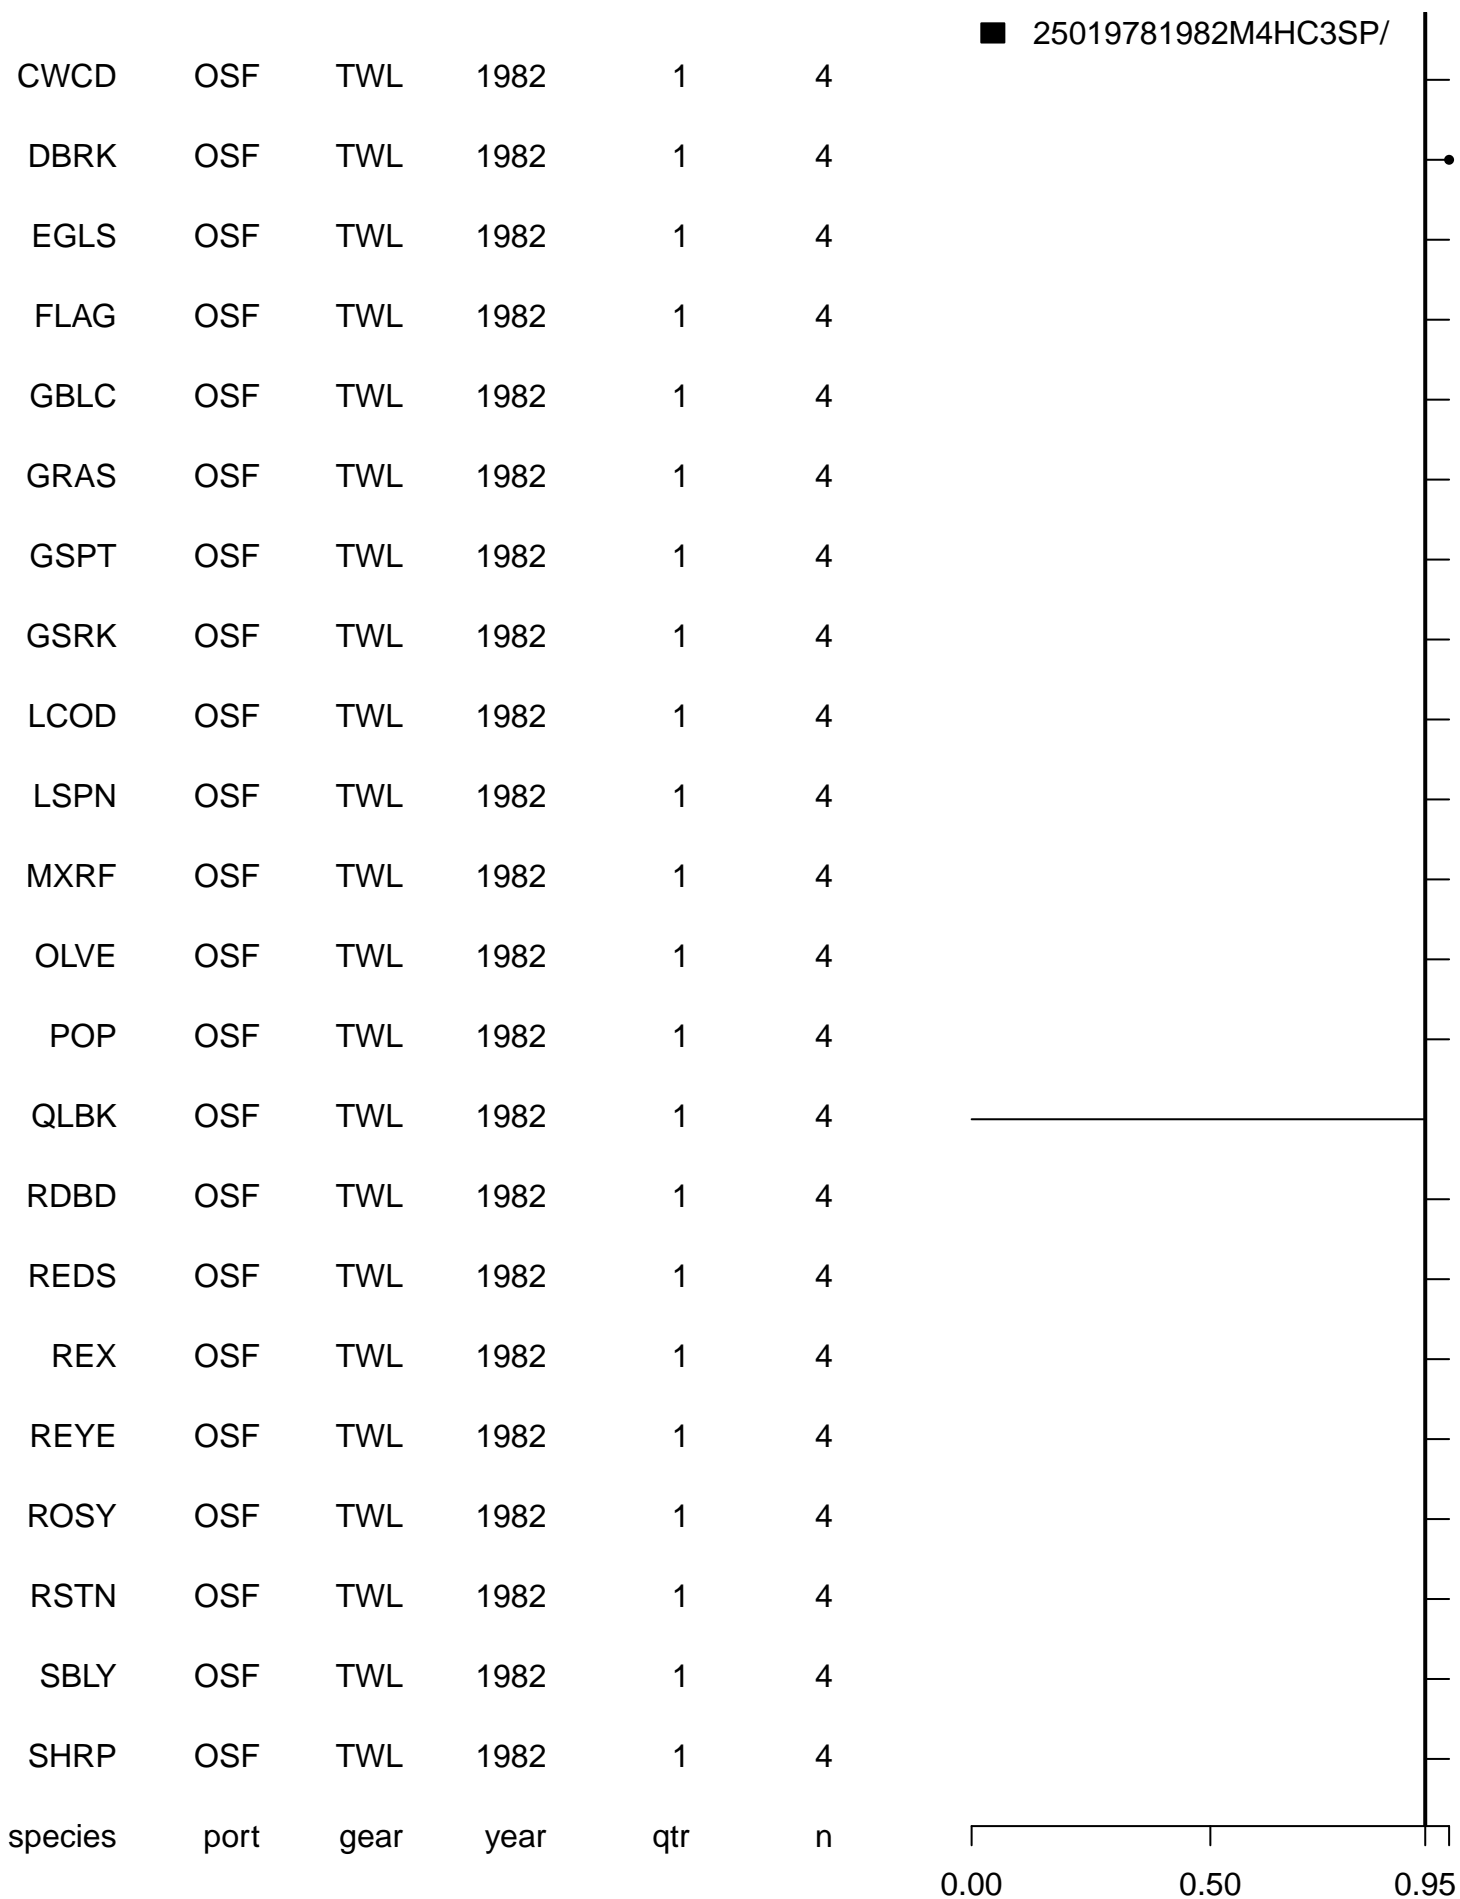 25019781982M4HC3SP/
CWCD OSF TWL 1982 1 4
DBRK OSF TWL 1982 1 4
EGLS OSF TWL 1982 1 4
FLAG OSF TWL 1982 1 4
GBLC OSF TWL 1982 1 4
GRAS OSF TWL 1982 1 4
GSPT OSF TWL 1982 1 4
GSRK OSF TWL 1982 1 4
LCOD OSF TWL 1982 1 4
LSPN OSF TWL 1982 1 4
MXRF OSF TWL 1982 1 4
OLVE OSF TWL 1982 1 4
POP OSF TWL 1982 1 4
QLBK OSF TWL 1982 1 4
RDBD OSF TWL 1982 1 4
REDS OSF TWL 1982 1 4
REX OSF TWL 1982 1 4
REYE OSF TWL 1982 1 4
ROSY OSF TWL 1982 1 4
RSTN OSF TWL 1982 1 4
SBLY OSF TWL 1982 1 4
SHRP OSF TWL 1982 1 4
species port gear year qtr n
0.00 0.50 0.95